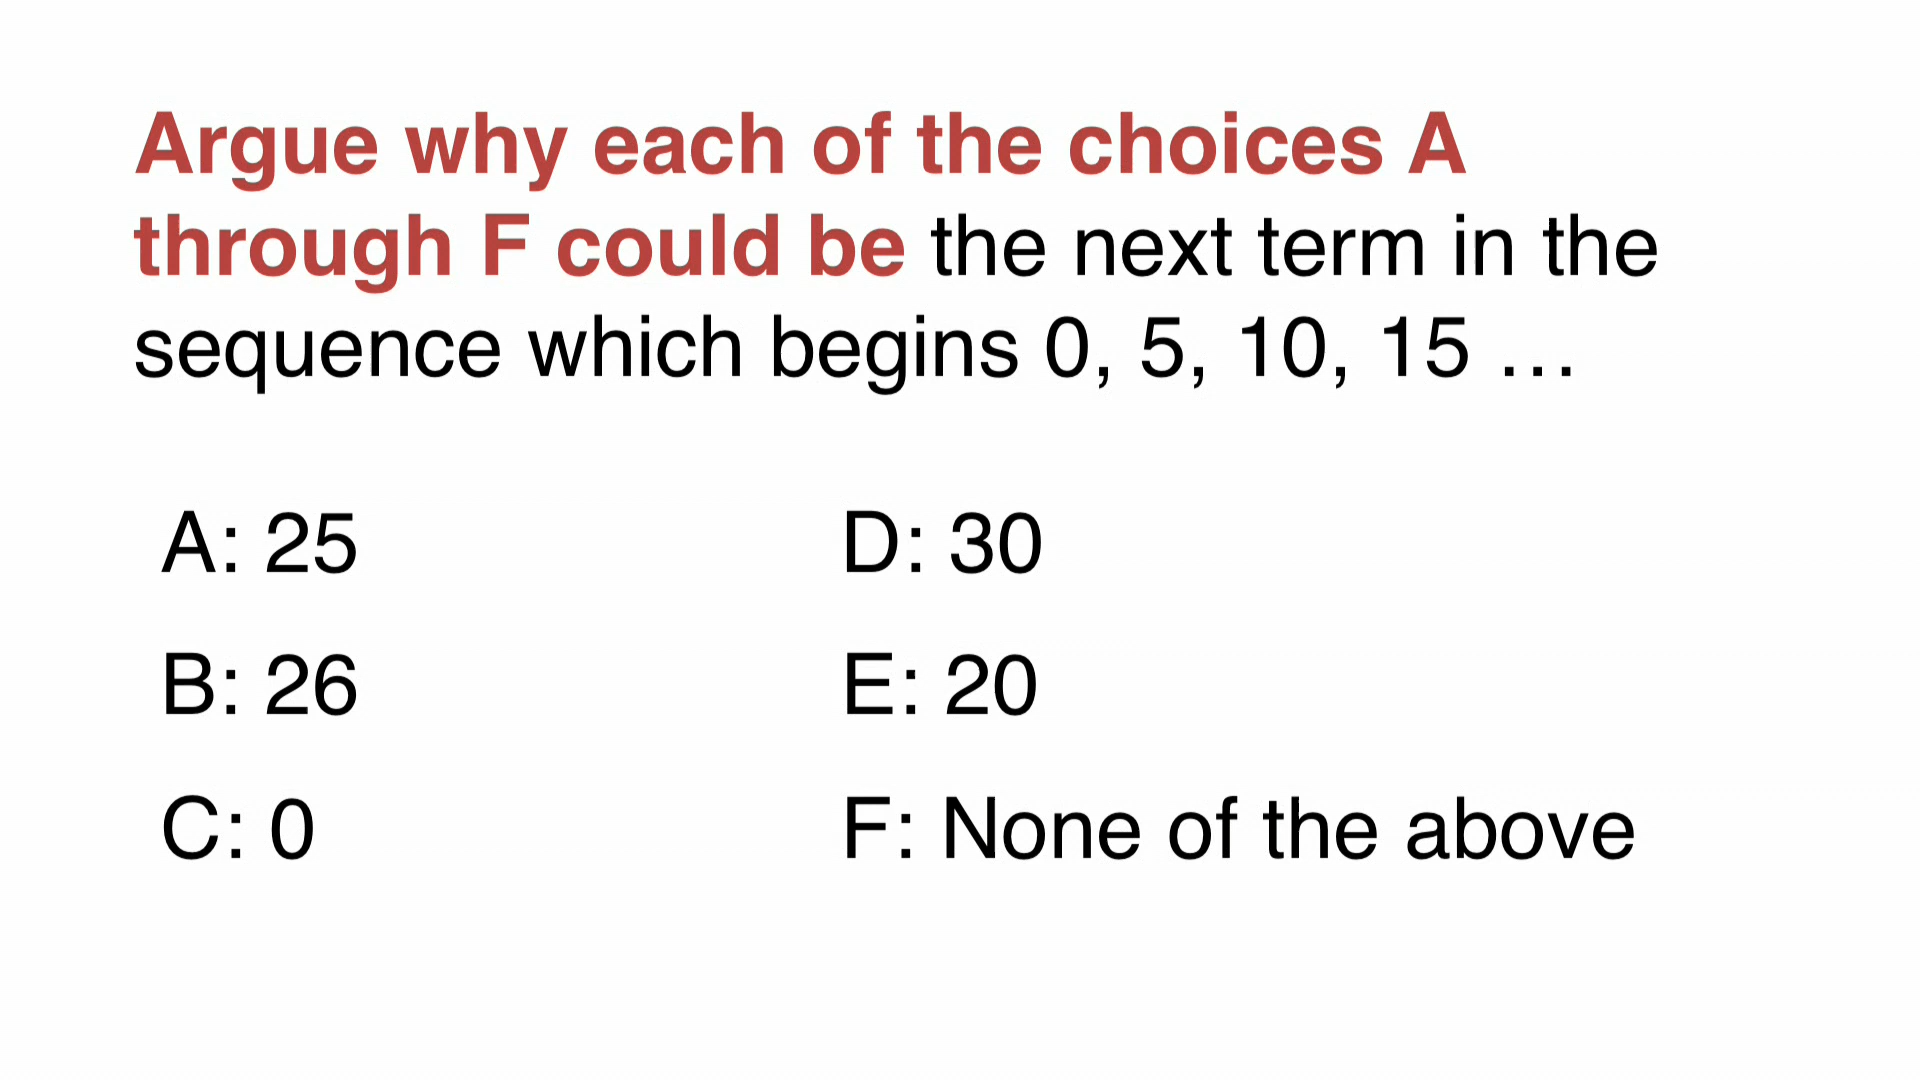 Argue why each of the choices A
through F could be the next term in the
sequence which begins 0, 5, 10, 15 …
A: 25
B: 26
C: 0
D: 30
E: 20
F: None of the above